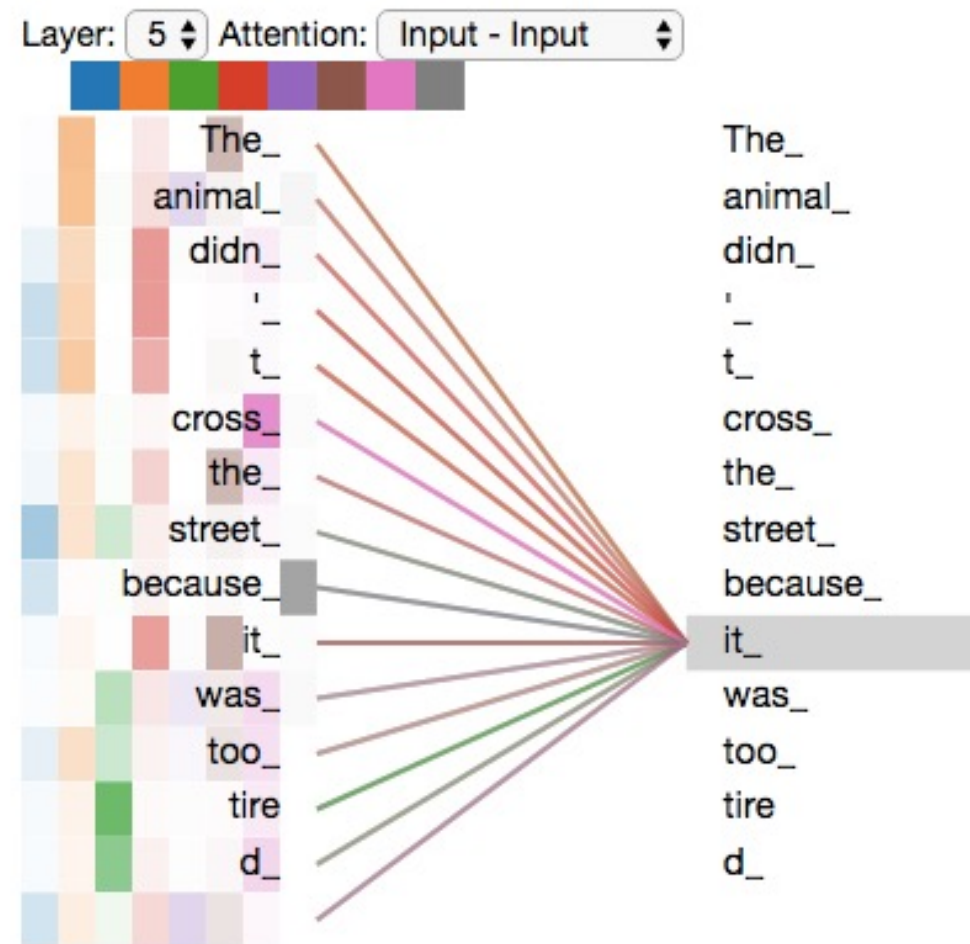 Layer: 5 Attention: Input - Input
The_ The_
animal_ animal_
didn_ didn_
'_ '_
t_ t_
cross_ cross_
the_ the_
street_ street_
because_ because_
it_ it_
was_ was_
too_ too_
tire tire
d_ d_